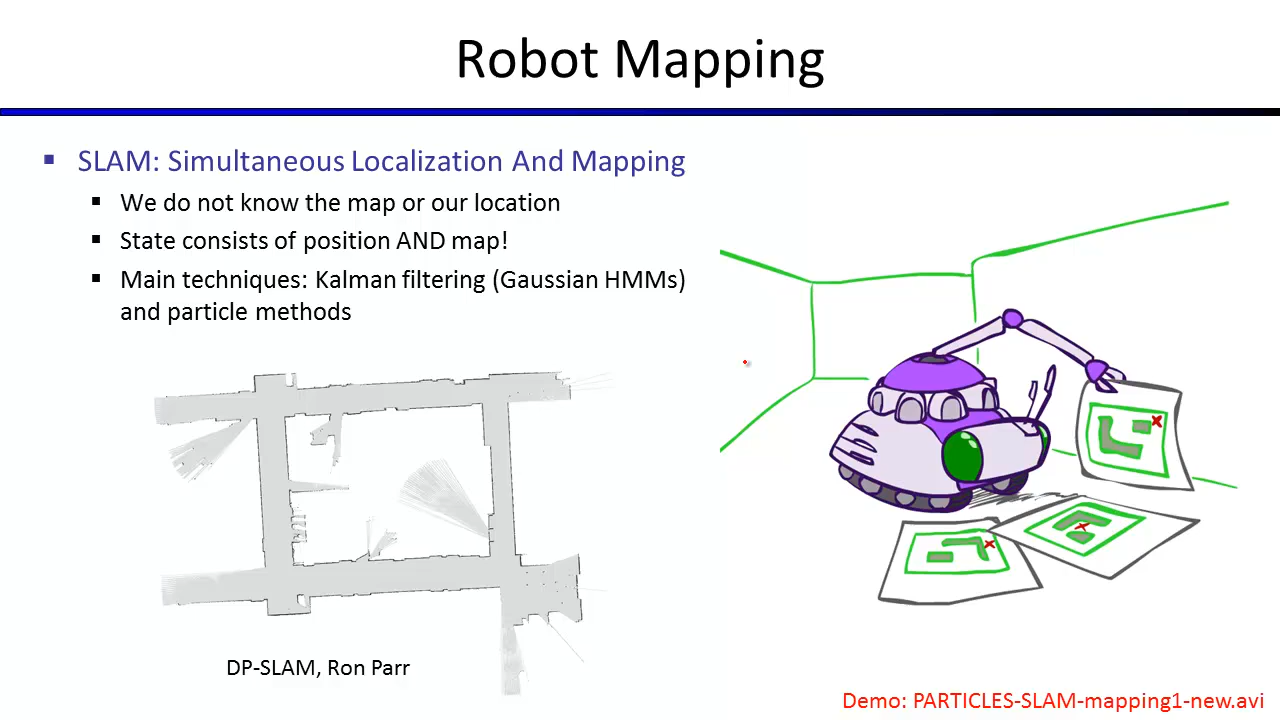 Robot Mapping
▪ SLAM: Simultaneous Localization And Mapping
▪ We do not know the map or our location
▪ State consists of position AND map!
▪ Main techniques: Kalman filtering (Gaussian HMMs)
and particle methods
DP-SLAM, Ron Parr
Demo: PARTICLES-SLAM-mapping1-new.avi